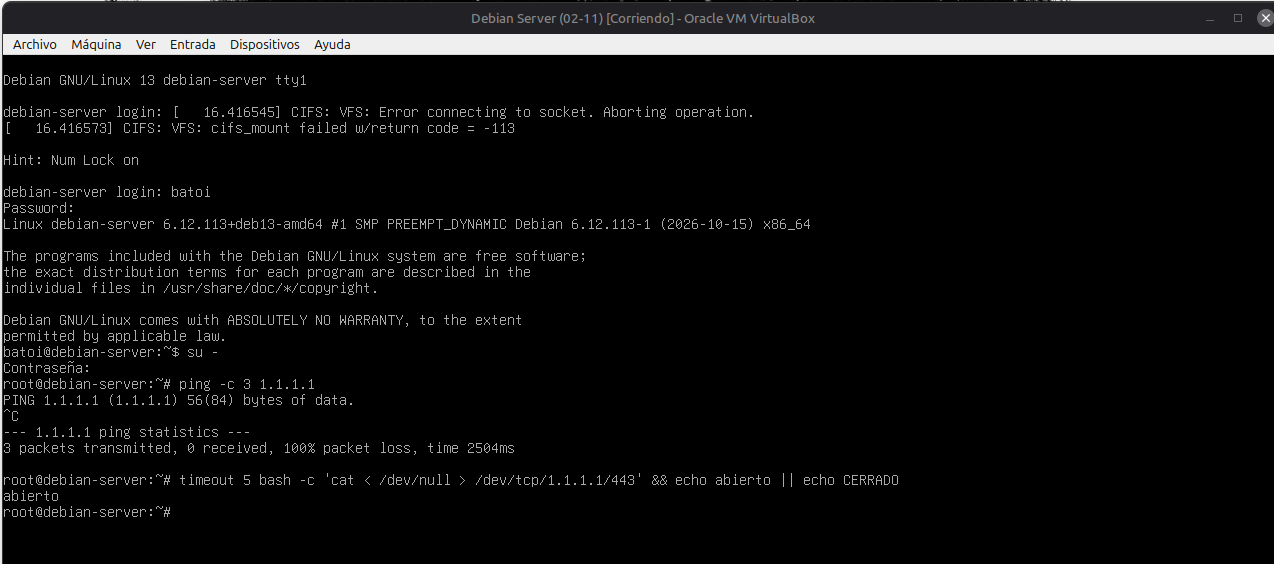 Debian Server (02-11) [Corriendo] - Oracle VM VirtualBox
Archivo Máquina Ver Entrada Dispositivos Ayuda
Debian GNU/Linux 13 debian-server tty1
debian-server login: [   16.416545] CIFS: VFS: Error connecting to socket. Aborting operation.
[   16.416573] CIFS: VFS: cifs_mount failed w/return code = -113
Hint: Num Lock on
debian-server login: batoi
Password:
Linux debian-server 6.12.113+deb13-amd64 #1 SMP PREEMPT_DYNAMIC Debian 6.12.113-1 (2026-10-15) x86_64
The programs included with the Debian GNU/Linux system are free software;
the exact distribution terms for each program are described in the
individual files in /usr/share/doc/*/copyright.
Debian GNU/Linux comes with ABSOLUTELY NO WARRANTY, to the extent
permitted by applicable law.
batoi@debian-server:~$ su -
Contraseña:
root@debian-server:~# ping -c 3 1.1.1.1
PING 1.1.1.1 (1.1.1.1) 56(84) bytes of data.
^C
--- 1.1.1.1 ping statistics ---
3 packets transmitted, 0 received, 100% packet loss, time 2504ms
root@debian-server:~# timeout 5 bash -c 'cat < /dev/null > /dev/tcp/1.1.1.1/443' && echo abierto || echo CERRADO
abierto
root@debian-server:~#